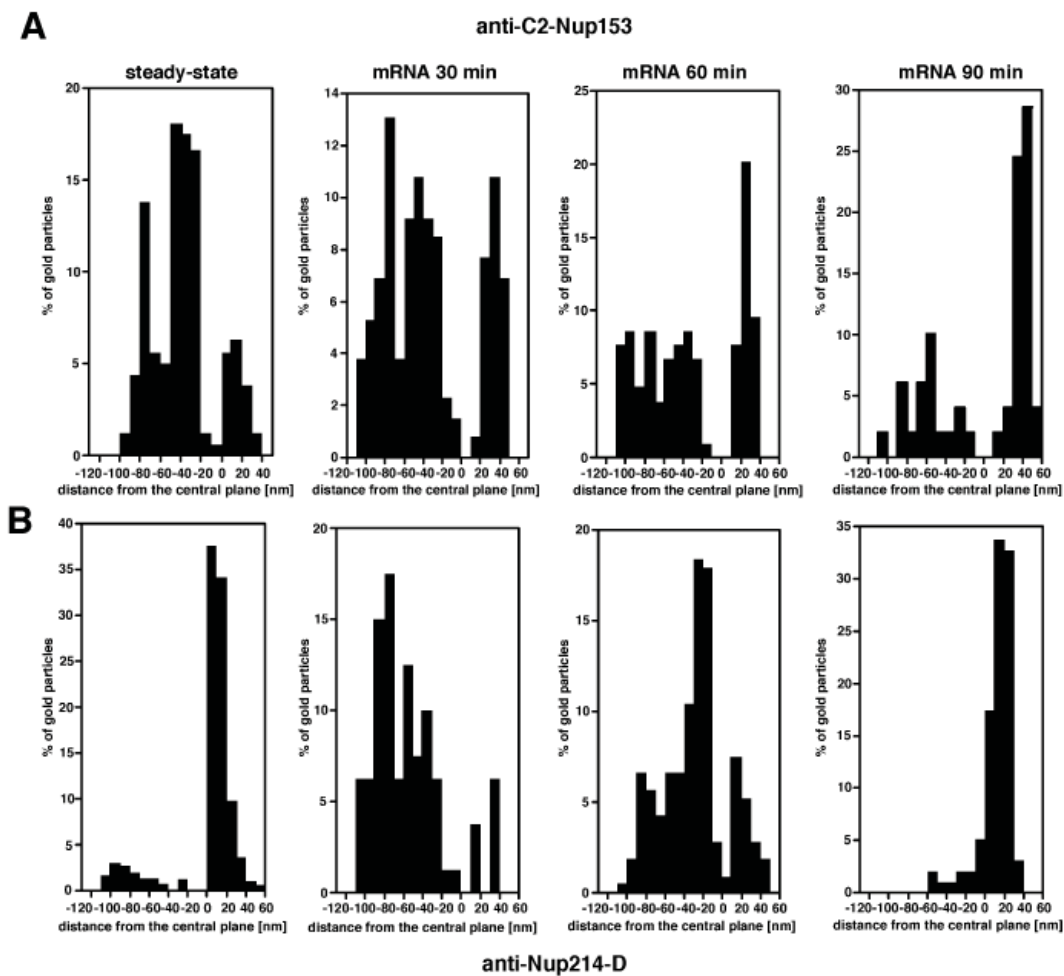 A
anti-C2-Nup153
steady-state
mRNA 30 min
mRNA 60 min
mRNA 90 min
% of gold particles
20
15
10
5
0
-120 -100 -80 -60 -40 -20 0 20 40
distance from the central plane [nm]
% of gold particles
14
12
10
8
6
4
2
0
-100 -80 -60 -40 -20 0 20 40 60
distance from the central plane [nm]
% of gold particles
25
20
15
10
5
0
-120 -100 -80 -60 -40 -20 0 20 40 60
distance from the central plane [nm]
% of gold particles
30
25
20
15
10
5
0
-120 -100 -80 -60 -40 -20 0 20 40 60
distance from the central plane [nm]
B
% of gold particles
40
35
30
25
20
15
10
5
0
-120 -100 -80 -60 -40 -20 0 20 40 60
distance from the central plane [nm]
% of gold particles
20
15
10
5
0
-120 -100 -80 -60 -40 -20 0 20 40 60
distance from the central plane [nm]
% of gold particles
20
15
10
5
0
-120 -100 -80 -60 -40 -20 0 20 40 60
distance from the central plane [nm]
% of gold particles
35
30
25
20
15
10
5
0
-120 -100 -80 -60 -40 -20 0 20 40 60
distance from the central plane [nm]
anti-Nup214-D